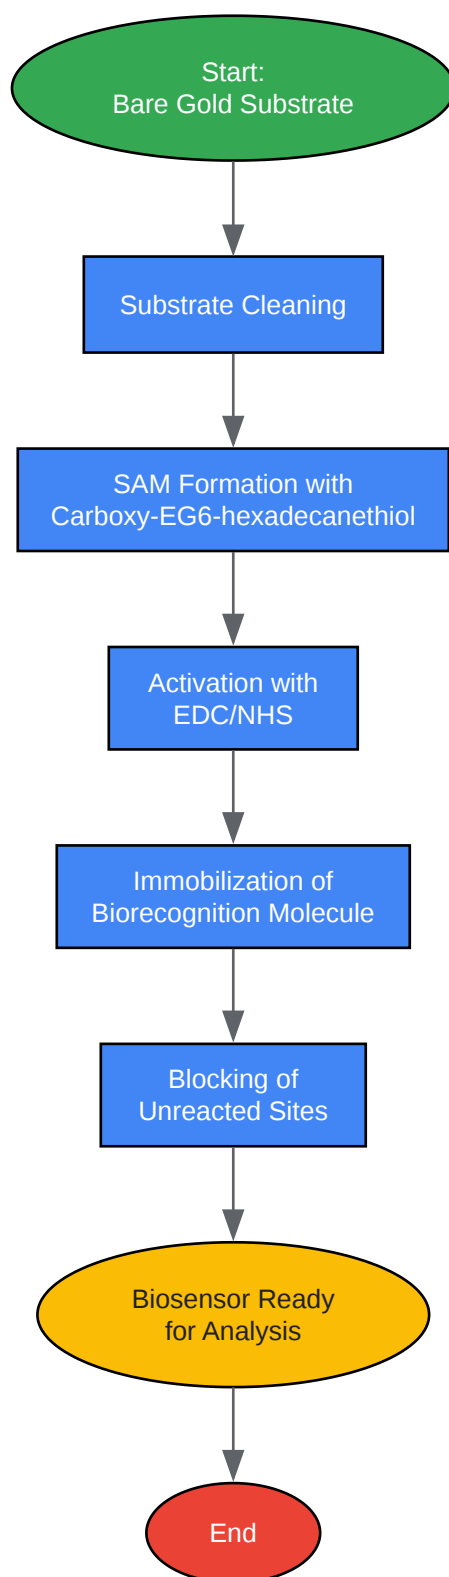 Start:
Bare Gold Substrate
Substrate Cleaning
SAM Formation with
Carboxy-EG6-hexadecanethiol
Activation with
EDC/NHS
Immobilization of
Biorecognition Molecule
Blocking of
Unreacted Sites
Biosensor Ready
for Analysis
End